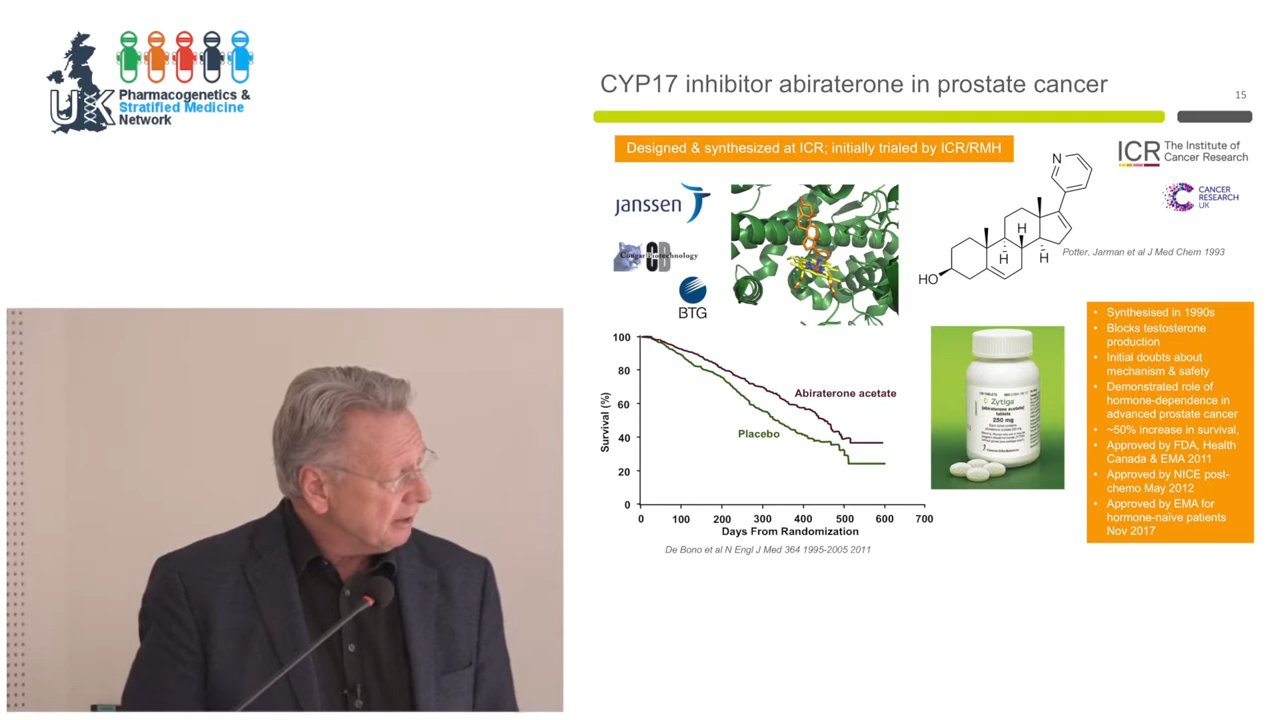 UK
Pharmacogenetics &
Stratified Medicine
Network
CYP17 inhibitor abiraterone in prostate cancer
15
Designed & synthesized at ICR; initially trialed by ICR/RMH
ICR The Institute of
Cancer Research
CANCER
RESEARCH
UK
janssen
CougarBiotechnology
CB
BTG
N
H
H
H
HO
Potter, Jarman et al J Med Chem 1993
100
80
60
40
20
0
Survival (%)
Abiraterone acetate
Placebo
0 100 200 300 400 500 600 700
Days From Randomization
De Bono et al N Engl J Med 364 1995-2005 2011
Zytiga
(abiraterone acetate)
tablets
250 mg
• Synthesised in 1990s
• Blocks testosterone
production
• Initial doubts about
mechanism & safety
• Demonstrated role of
hormone-dependence in
advanced prostate cancer
• ~50% increase in survival,
• Approved by FDA, Health
Canada & EMA 2011
• Approved by NICE post-
chemo May 2012
• Approved by EMA for
hormone-naïve patients
Nov 2017